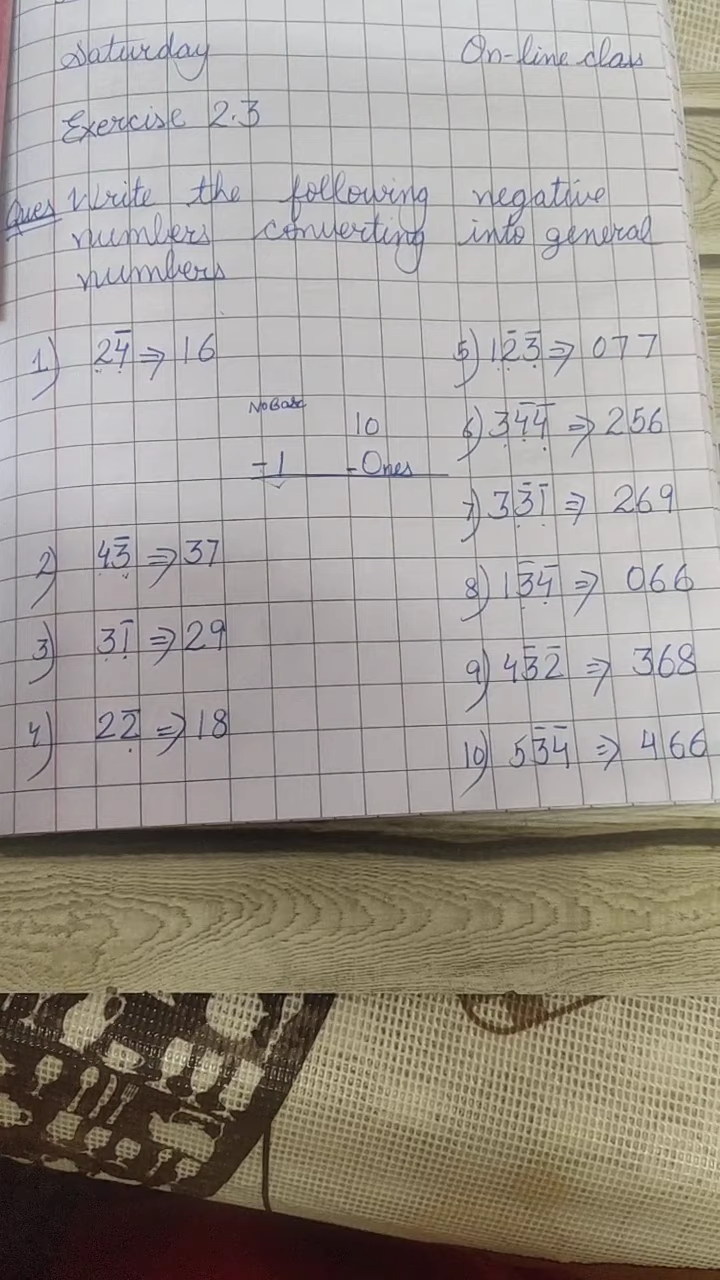 Saturday On-line class
Exercise 2.3
Ques Write the following negative
numbers converting into general
numbers
1) 24̄ ⇒ 16
No Base
10
-1 -Ones
2) 43̄ ⇒ 37
3) 31̄ ⇒ 29
4) 22̄ ⇒ 18
5) 12̄3̄ ⇒ 077
6) 34̄4̄ ⇒ 256
7) 33̄1̄ ⇒ 269
8) 13̄4̄ ⇒ 066
9) 43̄2̄ ⇒ 368
10) 53̄4̄ ⇒ 466